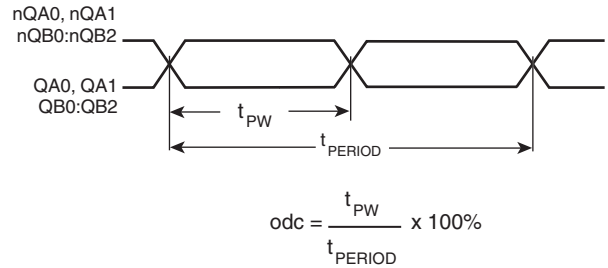 nQA0, nQA1
nQB0:nQB2
QA0, QA1
QB0:QB2
tPW
tPERIOD
odc = tPW / tPERIOD x 100%